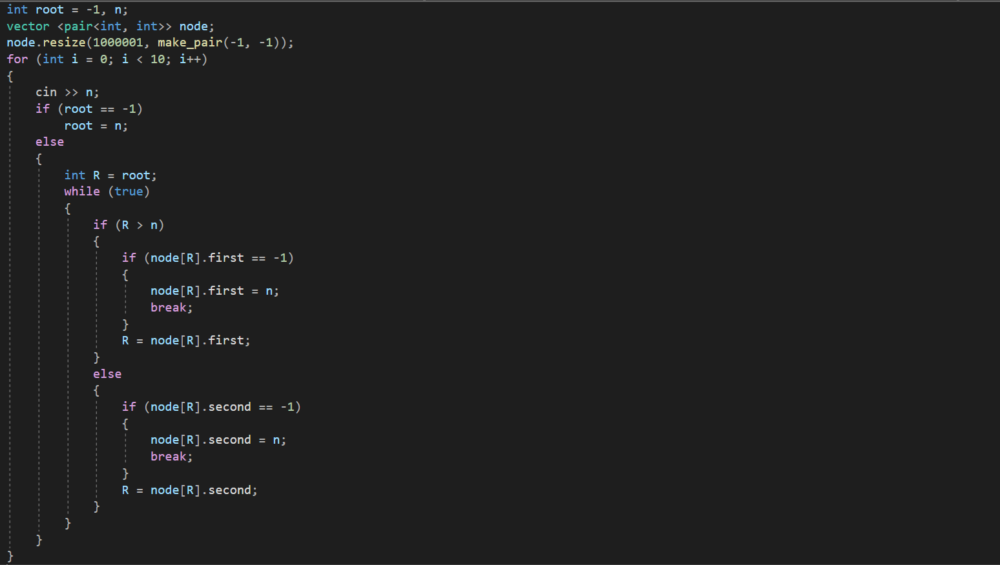 int root = -1, n;
vector <pair<int, int>> node;
node.resize(1000001, make_pair(-1, -1));
for (int i = 0; i < 10; i++)
{
    cin >> n;
    if (root == -1)
        root = n;
    else
    {
        int R = root;
        while (true)
        {
            if (R > n)
            {
                if (node[R].first == -1)
                {
                    node[R].first = n;
                    break;
                }
                R = node[R].first;
            }
            else
            {
                if (node[R].second == -1)
                {
                    node[R].second = n;
                    break;
                }
                R = node[R].second;
            }
        }
    }
}